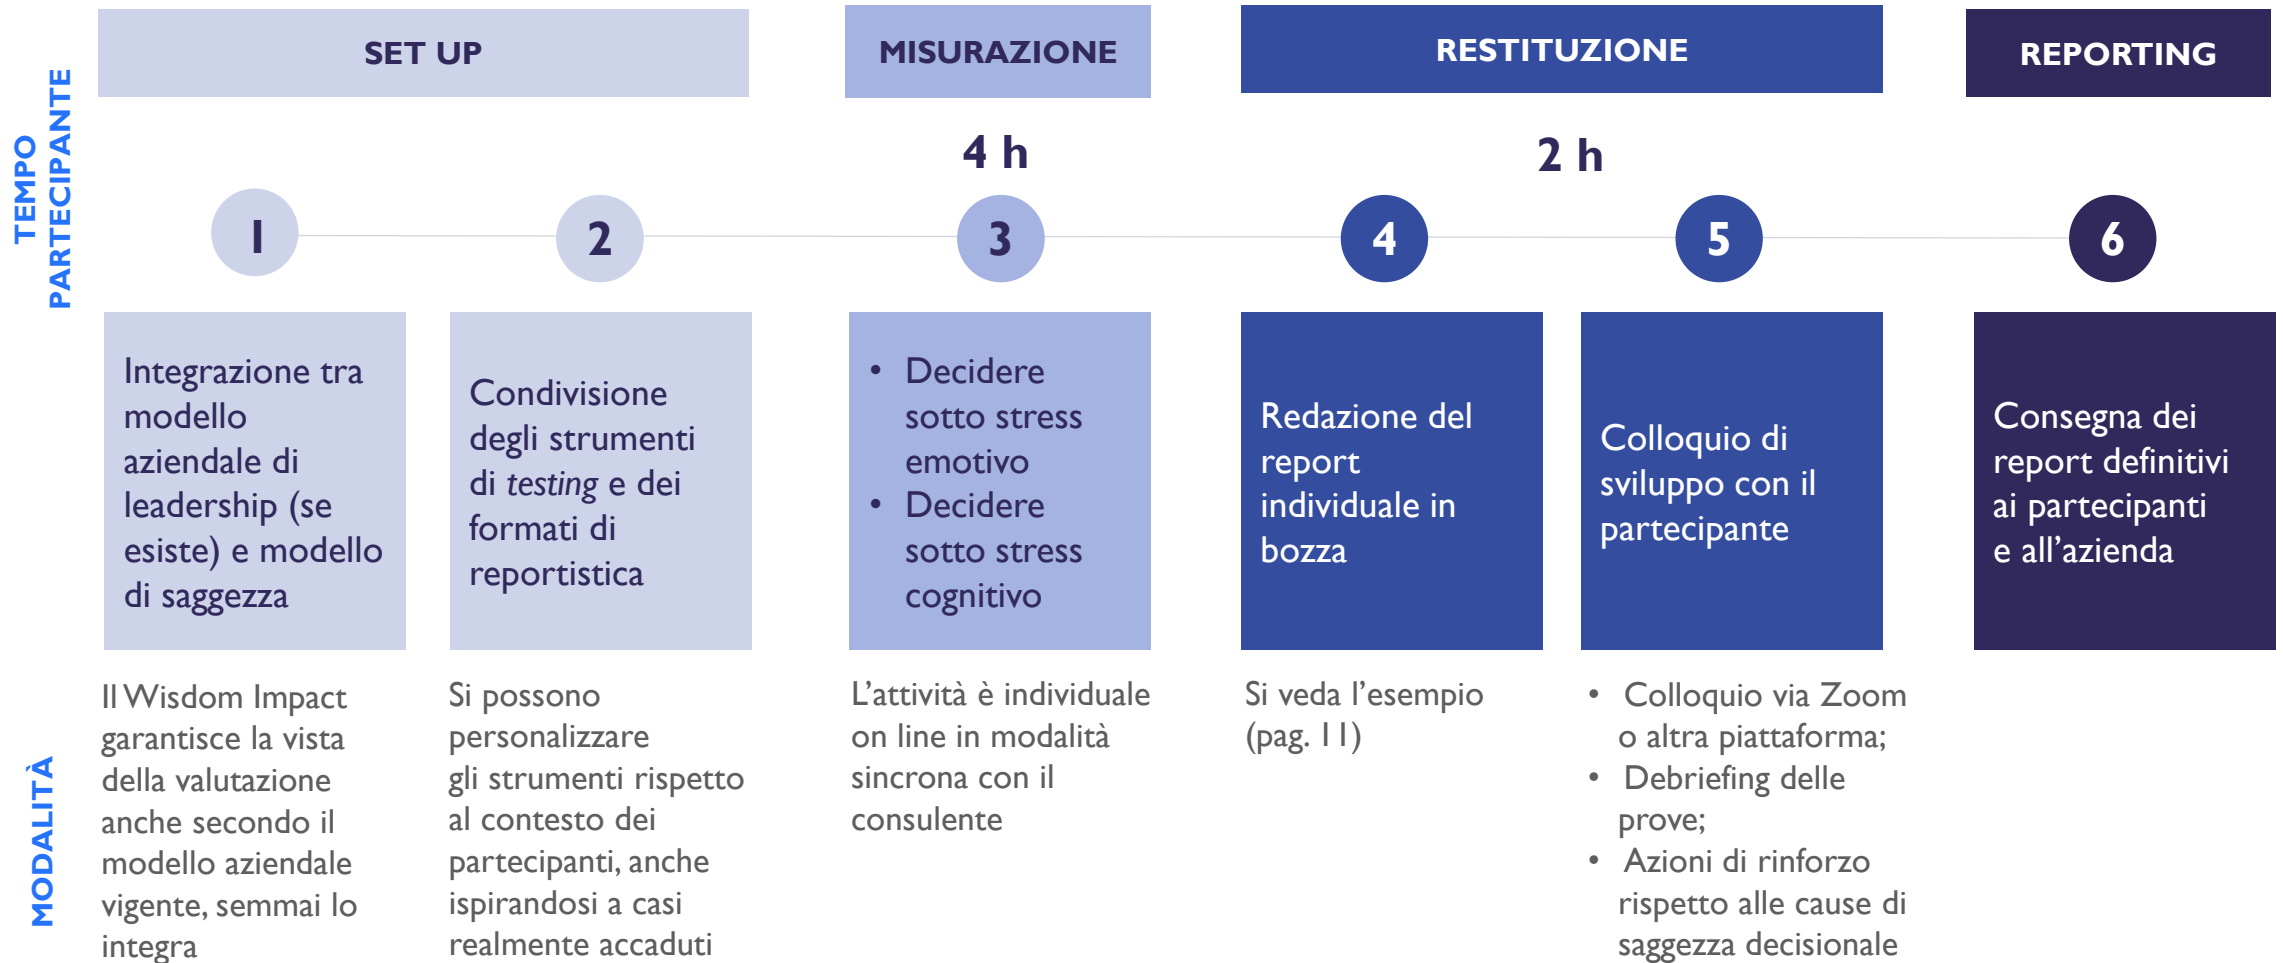 SET UP
MISURAZIONE
RESTITUZIONE
REPORTING
TEMPO
PARTECIPANTE
4 h
2 h
1
2
3
4
5
6
Integrazione tra
modello
aziendale di
leadership (se
esiste) e modello
di saggezza
Condivisione
degli strumenti
di testing e dei
formati di
reportistica
• Decidere
sotto stress
emotivo
• Decidere
sotto stress
cognitivo
Redazione del
report
individuale in
bozza
Colloquio di
sviluppo con il
partecipante
Consegna dei
report definitivi
ai partecipanti
e all’azienda
MODALITÀ
Il Wisdom Impact
garantisce la vista
della valutazione
anche secondo il
modello aziendale
vigente, semmai lo
integra
Si possono
personalizzare
gli strumenti rispetto
al contesto dei
partecipanti, anche
ispirandosi a casi
realmente accaduti
L’attività è individuale
on line in modalità
sincrona con il
consulente
Si veda l’esempio
(pag. 11)
• Colloquio via Zoom
o altra piattaforma;
• Debriefing delle
prove;
• Azioni di rinforzo
rispetto alle cause di
saggezza decisionale